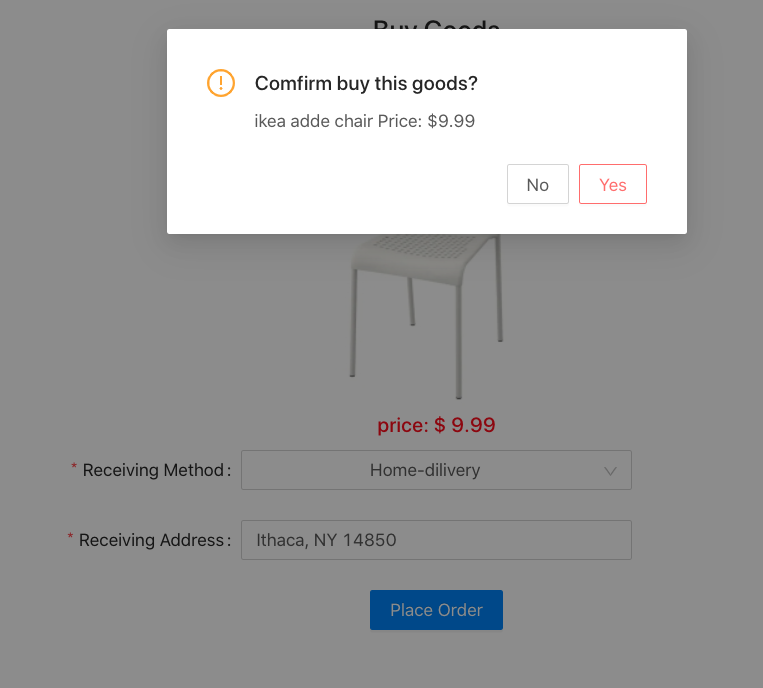 Buy Goods
Comfirm buy this goods?
ikea adde chair Price: $9.99
No Yes
price: $ 9.99
* Receiving Method: Home-dilivery
* Receiving Address: Ithaca, NY 14850
Place Order